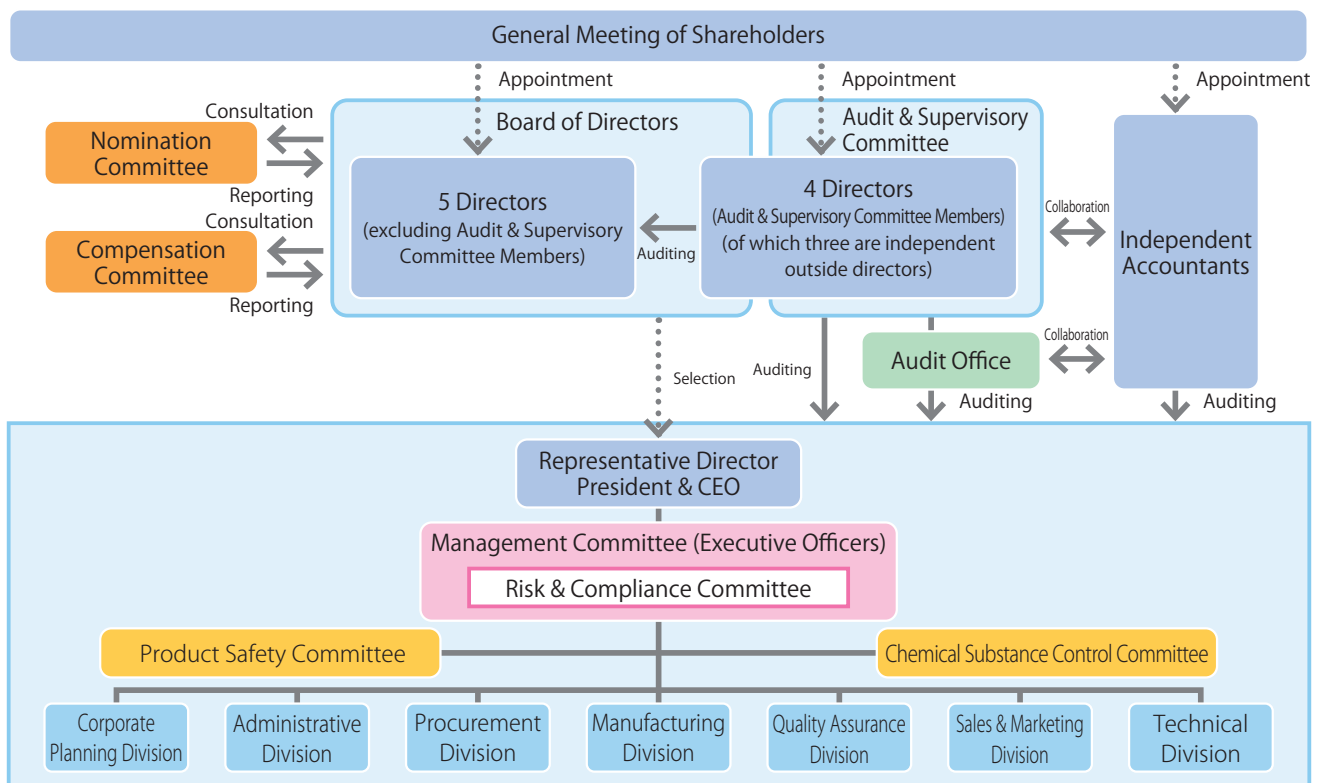 General Meeting of Shareholders
Appointment
Appointment
Appointment
Consultation
Nomination
Committee
Reporting
Consultation
Compensation
Committee
Reporting
Board of Directors
5 Directors
(excluding Audit & Supervisory
Committee Members)
Auditing
Audit & Supervisory
Committee
4 Directors
(Audit & Supervisory Committee Members)
(of which three are independent
outside directors)
Collaboration
Independent
Accountants
Audit Office
Collaboration
Selection
Auditing
Auditing
Auditing
Representative Director
President & CEO
Management Committee (Executive Officers)
Risk & Compliance Committee
Product Safety Committee
Chemical Substance Control Committee
Corporate
Planning Division
Administrative
Division
Procurement
Division
Manufacturing
Division
Quality Assurance
Division
Sales & Marketing
Division
Technical
Division